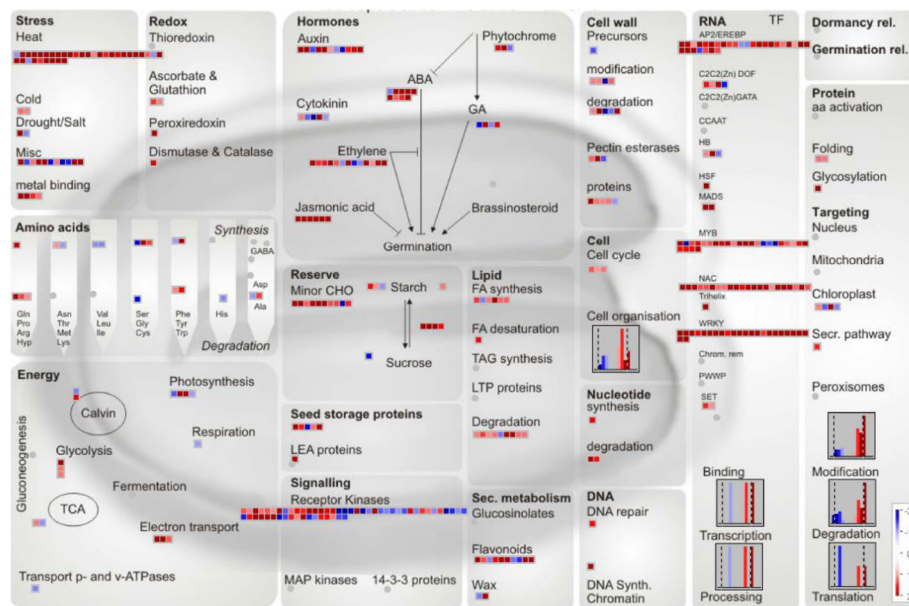 Stress
Heat
Cold
Drought/Salt
Misc
metal binding
Redox
Thioredoxin
Ascorbate &
Glutathion
Peroxiredoxin
Dismutase & Catalase
Hormones
Auxin
Phytochrome
ABA
Cytokinin
GA
Ethylene
Jasmonic acid
Brassinosteroid
Germination
Cell wall
Precursors
modification
degradation
Pectin esterases
proteins
Cell
Cell cycle
Cell organisation
RNA
TF
AP2/EREBP
C2C2(Zn) DOF
C2C2(Zn)GATA
CCAAT
HB
HSF
MADS
MYB
NAC
Trihelix
WRKY
Chrom. rem
PWWP
SET
Binding
Transcription
Processing
Dormancy rel.
Germination rel.
Protein
aa activation
Folding
Glycosylation
Targeting
Nucleus
Mitochondria
Chloroplast
Secr. pathway
Peroxisomes
Modification
Degradation
Translation
Amino acids
Synthesis
GABA
Asp
Ala
Gln
Pro
Arg
Hyp
Asn
Thr
Met
Lys
Val
Leu
Ile
Ser
Gly
Cys
Phe
Tyr
Trp
His
Degradation
Reserve
Minor CHO
Starch
Sucrose
Lipid
FA synthesis
FA desaturation
TAG synthesis
LTP proteins
Degradation
Energy
Photosynthesis
Calvin
Respiration
Gluconeogenesis
Glycolysis
Fermentation
TCA
Electron transport
Transport p- and v-ATPases
Seed storage proteins
LEA proteins
Signalling
Receptor Kinases
MAP kinases
14-3-3 proteins
Sec. metabolism
Glucosinolates
Flavonoids
Wax
Nucleotide
synthesis
degradation
DNA
DNA repair
DNA Synth.
Chromatin